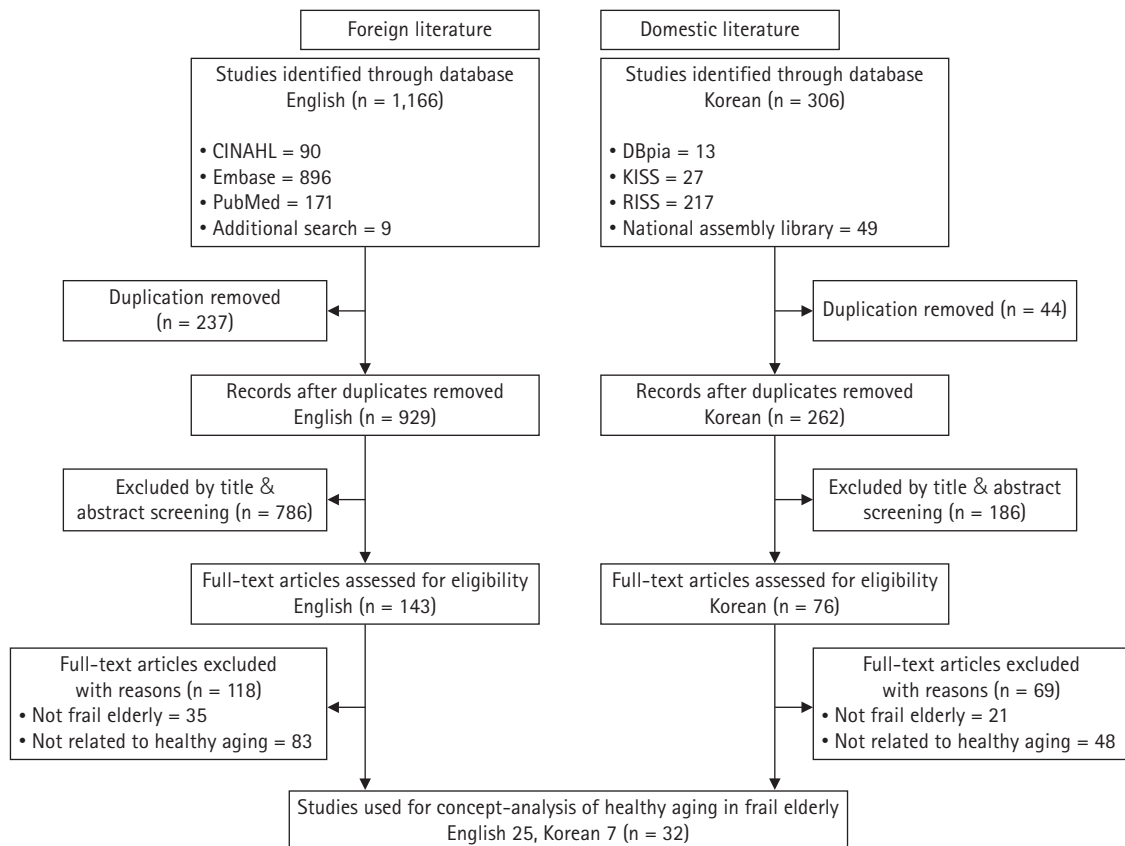 Foreign literature
Domestic literature
Studies identified through database
English (n = 1,166)
• CINAHL = 90
• Embase = 896
• PubMed = 171
• Additional search = 9
Studies identified through database
Korean (n = 306)
• DBpia = 13
• KISS = 27
• RISS = 217
• National assembly library = 49
Duplication removed
(n = 237)
Duplication removed (n = 44)
Records after duplicates removed
English (n = 929)
Records after duplicates removed
Korean (n = 262)
Excluded by title &
abstract screening (n = 786)
Excluded by title & abstract
screening (n = 186)
Full-text articles assessed for eligibility
English (n = 143)
Full-text articles assessed for eligibility
Korean (n = 76)
Full-text articles excluded
with reasons (n = 118)
• Not frail elderly = 35
• Not related to healthy aging = 83
Full-text articles excluded
with reasons (n = 69)
• Not frail elderly = 21
• Not related to healthy aging = 48
Studies used for concept-analysis of healthy aging in frail elderly
English 25, Korean 7 (n = 32)